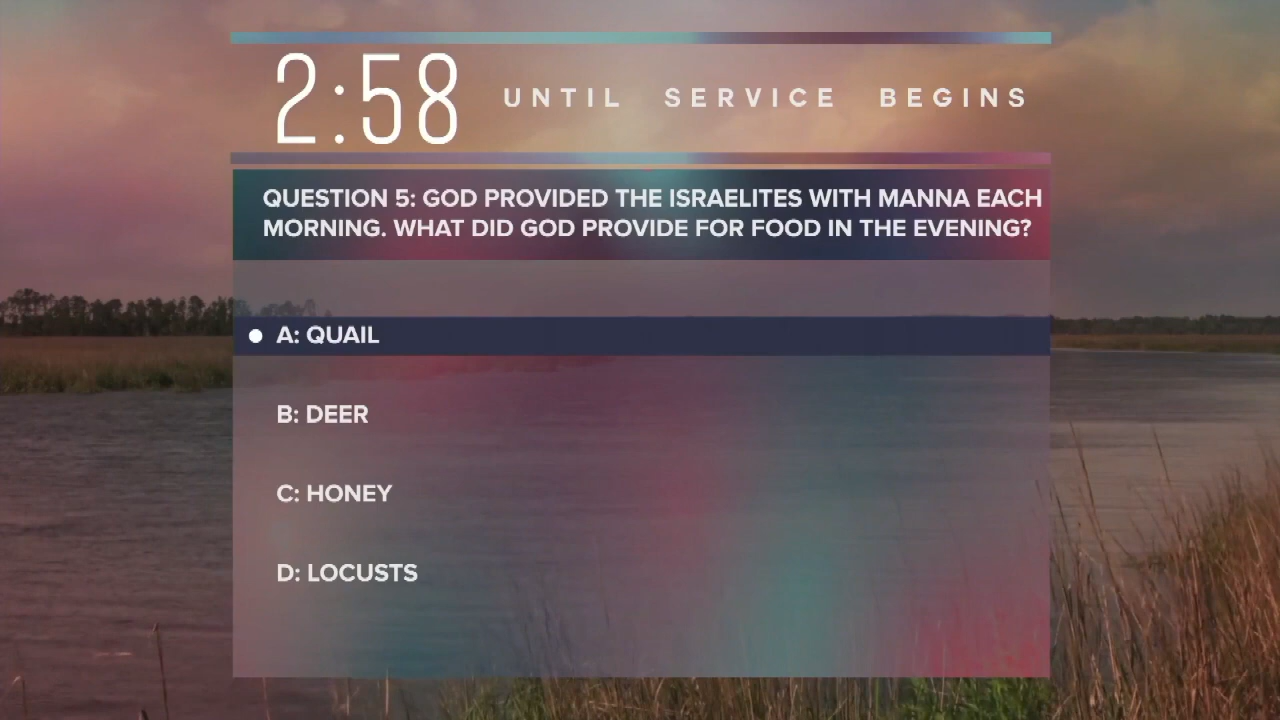 2:58 UNTIL SERVICE BEGINS
QUESTION 5: GOD PROVIDED THE ISRAELITES WITH MANNA EACH
MORNING. WHAT DID GOD PROVIDE FOR FOOD IN THE EVENING?
A: QUAIL
B: DEER
C: HONEY
D: LOCUSTS